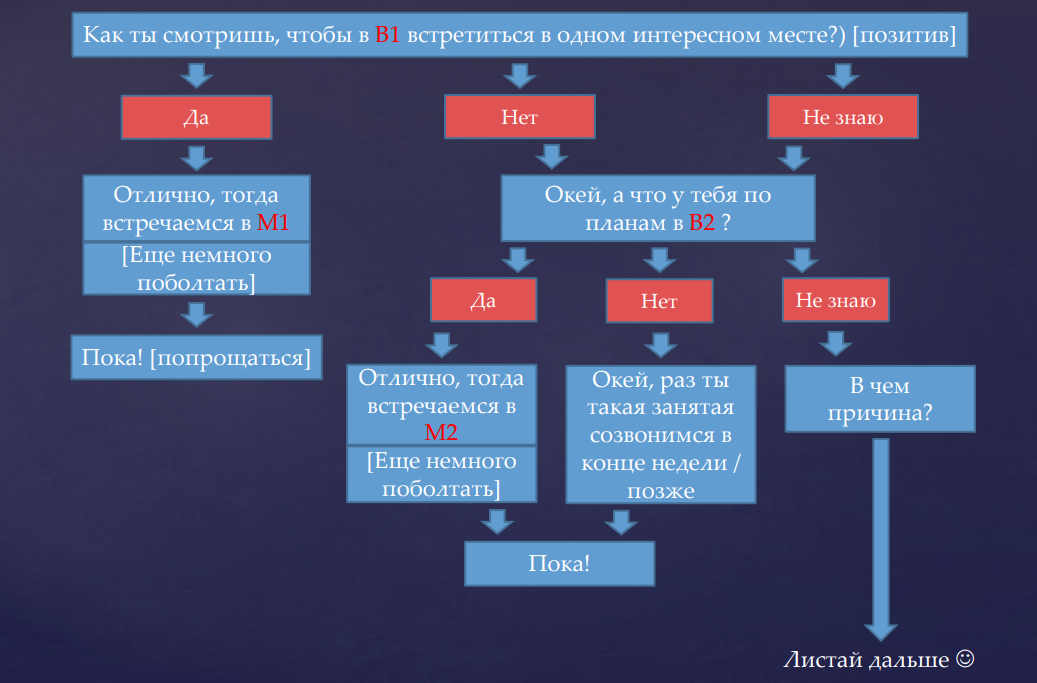 Как ты смотришь, чтобы в В1 встретиться в одном интересном месте?) [позитив]
Да
Нет
Не знаю
Отлично, тогда
встречаемся в М1
[Еще немного
поболтать]
Пока! [попрощаться]
Окей, а что у тебя по
планам в В2 ?
Да
Нет
Не знаю
Отлично, тогда
встречаемся в
М2
[Еще немного
поболтать]
Окей, раз ты
такая занятая
созвонимся в
конце недели /
позже
В чем
причина?
Пока!
Листай дальше ☺